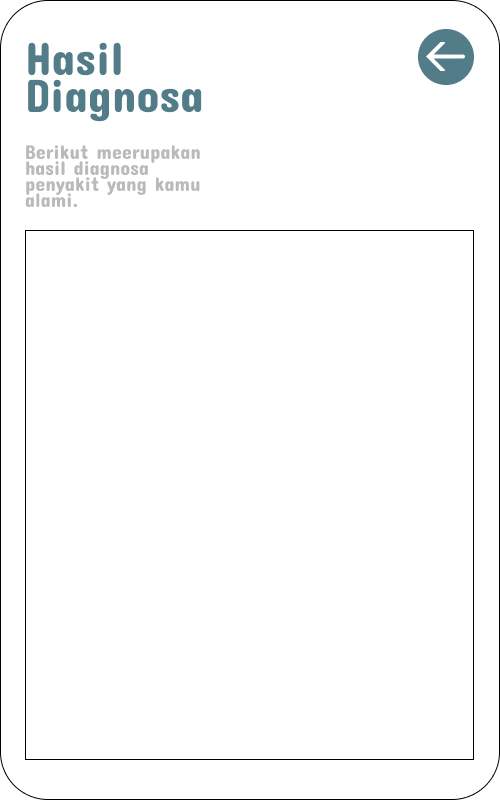 Hasil
Diagnosa
Berikut meerupakan
hasil diagnosa
penyakit yang kamu
alami.